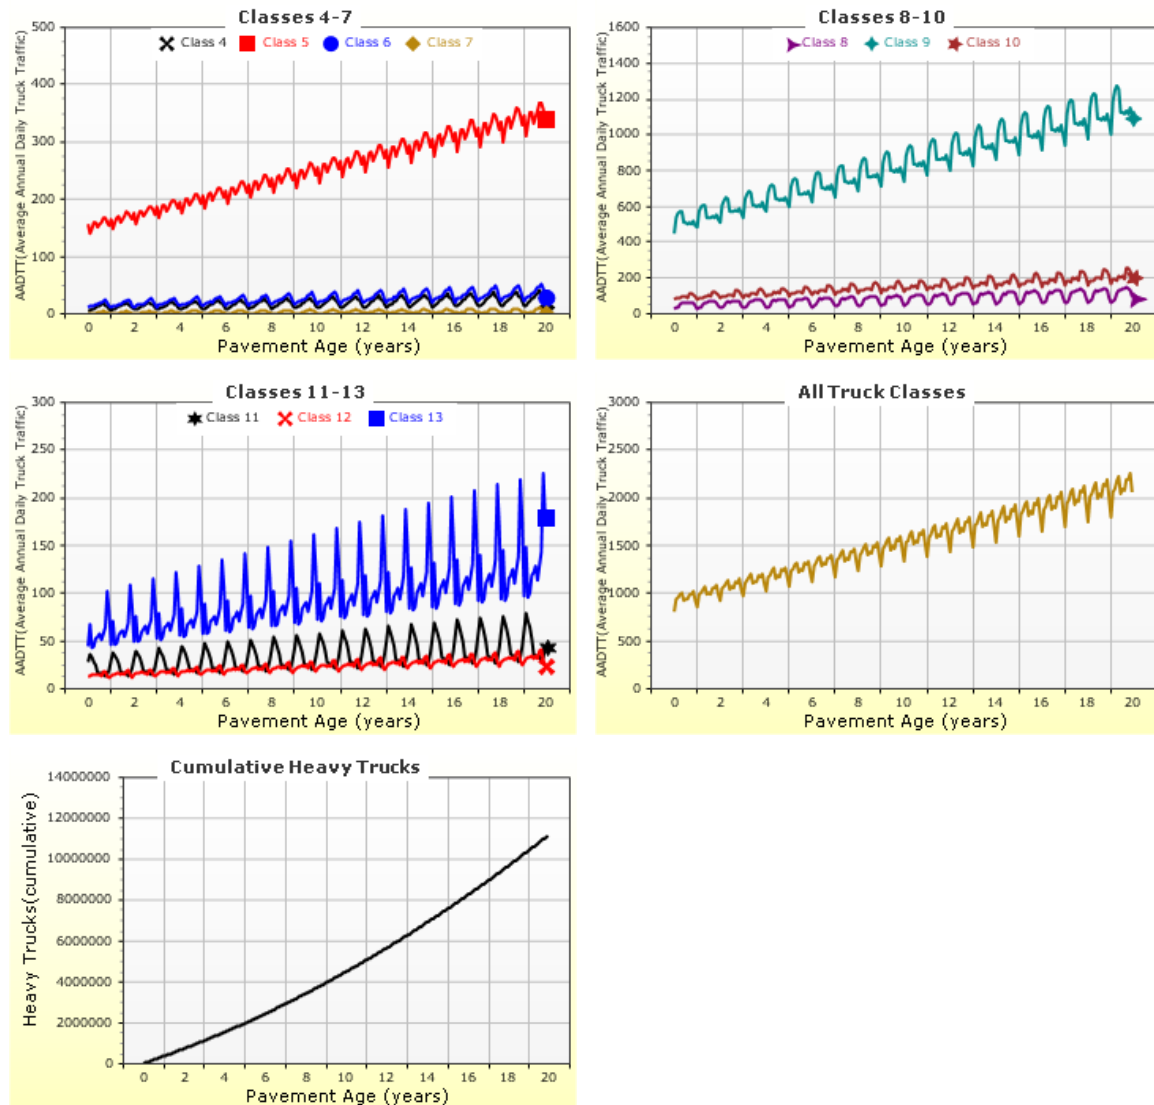 Classes 4-7
Class 4 Class 5 Class 6 Class 7
AADTT(Average Annual Daily Truck Traffic)
500
400
300
200
100
0
0 2 4 6 8 10 12 14 16 18 20
Pavement Age (years)
Classes 8-10
Class 8 Class 9 Class 10
AADTT(Average Annual Daily Truck Traffic)
1600
1400
1200
1000
800
600
400
200
0
0 2 4 6 8 10 12 14 16 18 20
Pavement Age (years)
Classes 11-13
Class 11 Class 12 Class 13
AADTT(Average Annual Daily Truck Traffic)
300
250
200
150
100
50
0
0 2 4 6 8 10 12 14 16 18 20
Pavement Age (years)
All Truck Classes
AADTT(Average Annual Daily Truck Traffic)
3000
2500
2000
1500
1000
500
0
0 2 4 6 8 10 12 14 16 18 20
Pavement Age (years)
Cumulative Heavy Trucks
Heavy Trucks(cumulative)
14000000
12000000
10000000
8000000
6000000
4000000
2000000
0
0 2 4 6 8 10 12 14 16 18 20
Pavement Age (years)